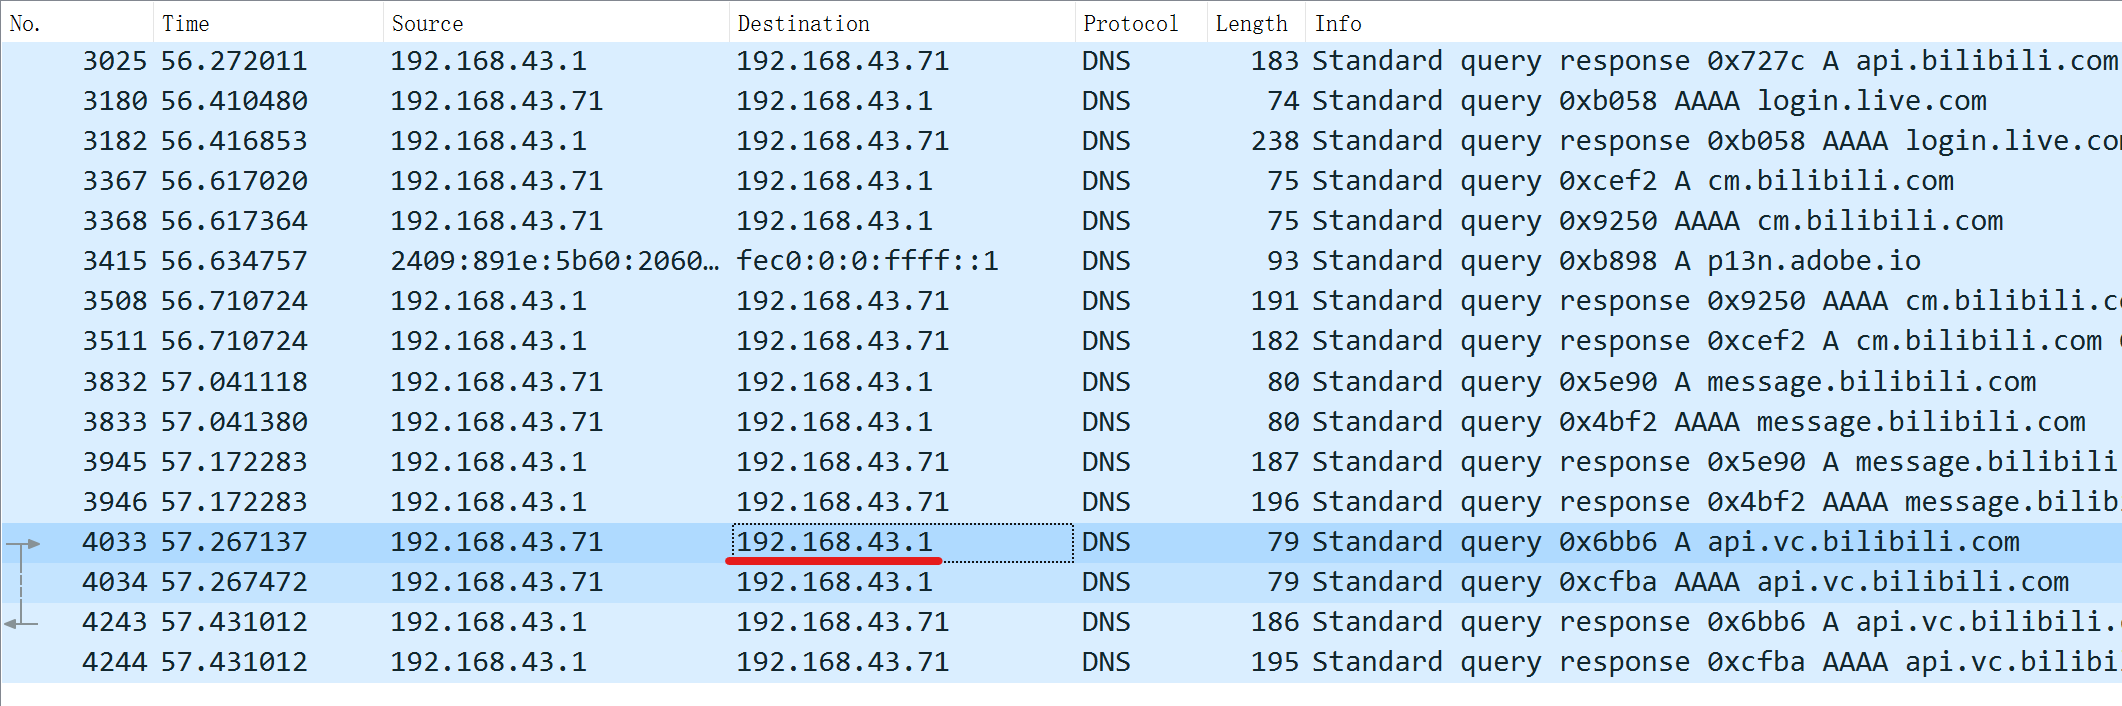 No. Time Source Destination Protocol Length Info
3025 56.272011 192.168.43.1 192.168.43.71 DNS 183 Standard query response 0x727c A api.bilibili.com
3180 56.410480 192.168.43.71 192.168.43.1 DNS 74 Standard query 0xb058 AAAA login.live.com
3182 56.416853 192.168.43.1 192.168.43.71 DNS 238 Standard query response 0xb058 AAAA login.live.co
3367 56.617020 192.168.43.71 192.168.43.1 DNS 75 Standard query 0xcef2 A cm.bilibili.com
3368 56.617364 192.168.43.71 192.168.43.1 DNS 75 Standard query 0x9250 AAAA cm.bilibili.com
3415 56.634757 2409:891e:5b60:2060… fec0:0:0:ffff::1 DNS 93 Standard query 0xb898 A p13n.adobe.io
3508 56.710724 192.168.43.1 192.168.43.71 DNS 191 Standard query response 0x9250 AAAA cm.bilibili.c
3511 56.710724 192.168.43.1 192.168.43.71 DNS 182 Standard query response 0xcef2 A cm.bilibili.com
3832 57.041118 192.168.43.71 192.168.43.1 DNS 80 Standard query 0x5e90 A message.bilibili.com
3833 57.041380 192.168.43.71 192.168.43.1 DNS 80 Standard query 0x4bf2 AAAA message.bilibili.com
3945 57.172283 192.168.43.1 192.168.43.71 DNS 187 Standard query response 0x5e90 A message.bilibili
3946 57.172283 192.168.43.1 192.168.43.71 DNS 196 Standard query response 0x4bf2 AAAA message.bilib
4033 57.267137 192.168.43.71 192.168.43.1 DNS 79 Standard query 0x6bb6 A api.vc.bilibili.com
4034 57.267472 192.168.43.71 192.168.43.1 DNS 79 Standard query 0xcfba AAAA api.vc.bilibili.com
4243 57.431012 192.168.43.1 192.168.43.71 DNS 186 Standard query response 0x6bb6 A api.vc.bilibili.
4244 57.431012 192.168.43.1 192.168.43.71 DNS 195 Standard query response 0xcfba AAAA api.vc.bilibi